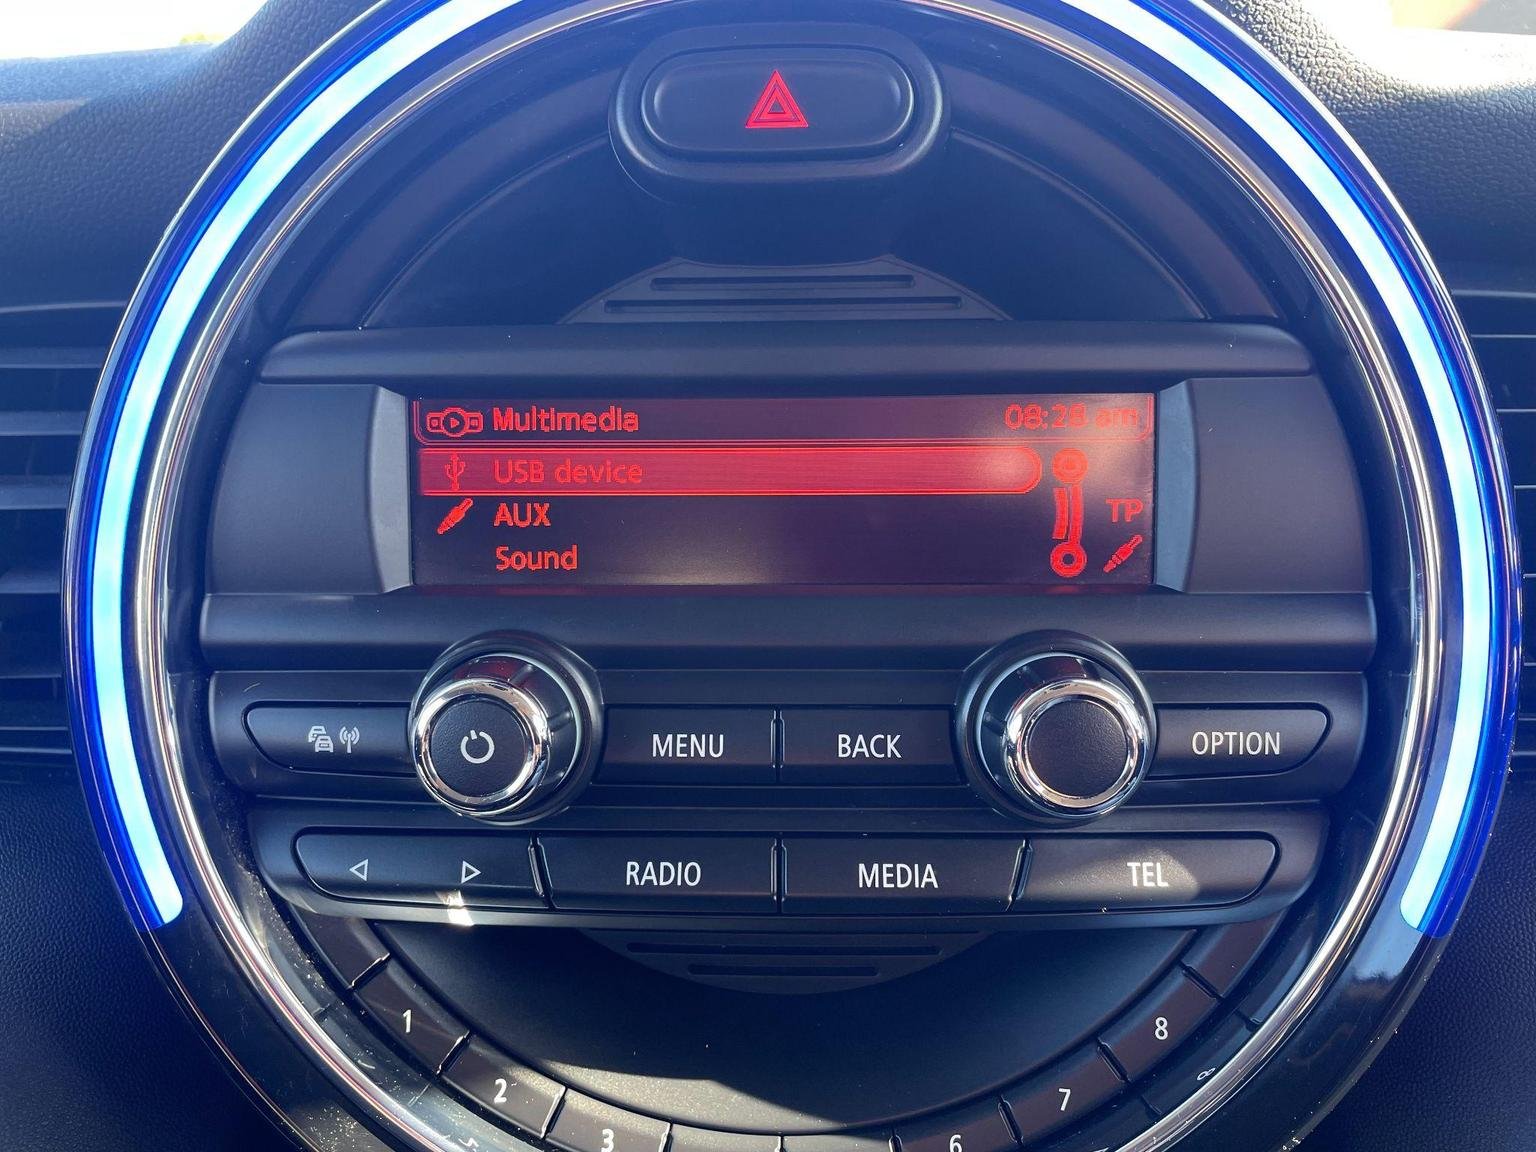 Multimedia 08:28 am
USB device
AUX TP
Sound
MENU BACK OPTION
RADIO MEDIA TEL
1 8
2 7
3 6